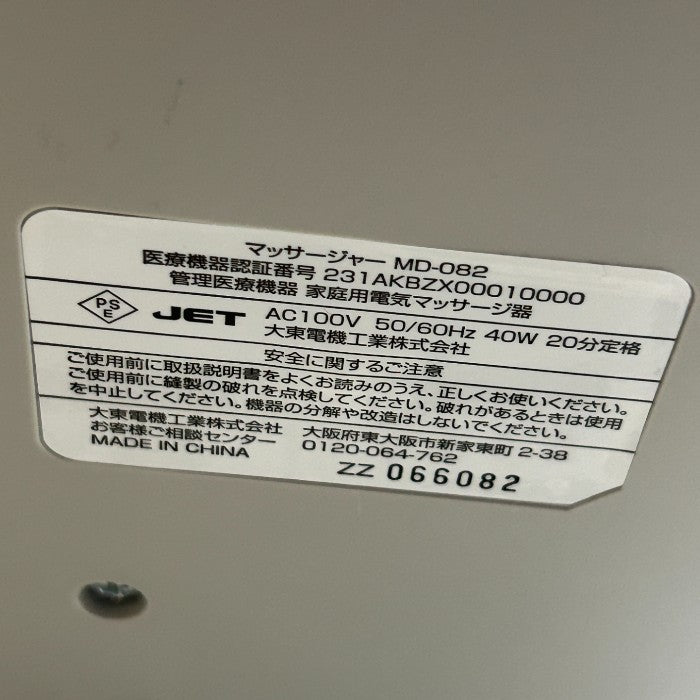 マッサージャー MD-082
医療機器認証番号 231AKBZX00010000
管理医療機器 家庭用電気マッサージ器
PS E JET AC100V 50/60Hz 40W 20分定格
大東電機工業株式会社
安全に関するご注意
ご使用前に取扱説明書をよくお読みのうえ、正しくお使いください。
ご使用前に縫製の破れを点検してください。破れがあるときは使用
を中止してください。機器の分解や改造はしないでください。
大東電機工業株式会社 大阪府東大阪市新家東町 2-38
お客様ご相談センター 0120-064-762
MADE IN CHINA
ZZ 066082